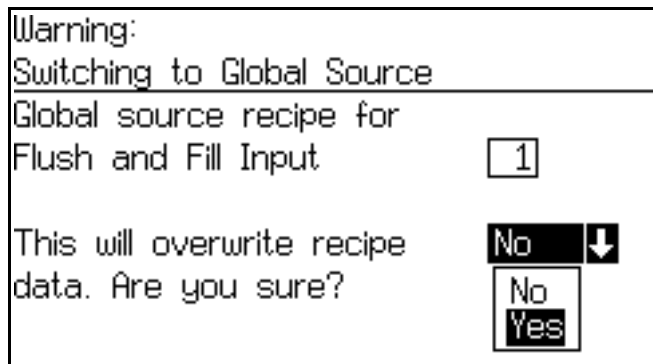 Warning:
Switching to Global Source
Global source recipe for
Flush and Fill Input 1
This will overwrite recipe No
data. Are you sure? No
Yes